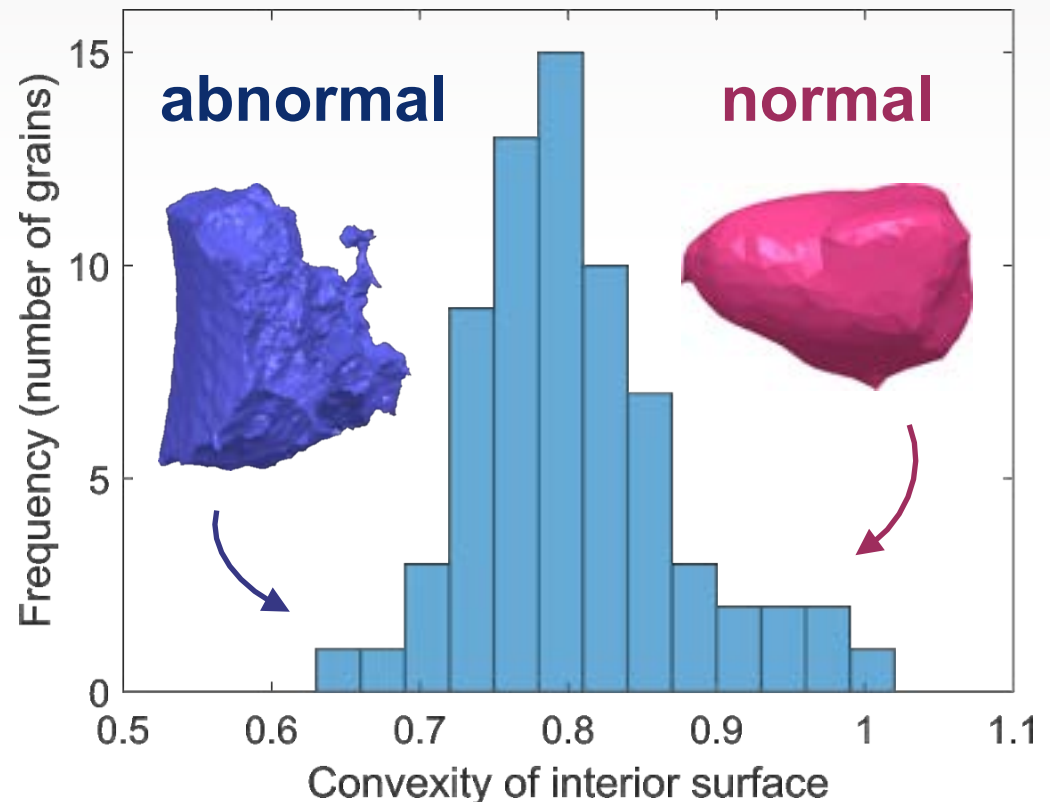 15
10
5
0
Frequency (number of grains)
abnormal
normal
0.5 0.6 0.7 0.8 0.9 1 1.1
Convexity of interior surface